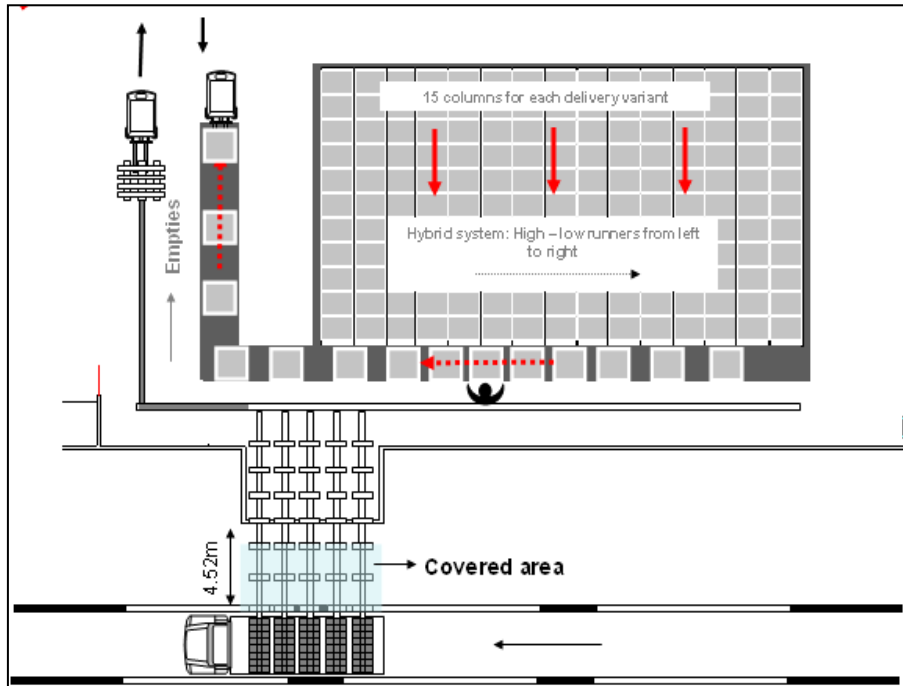 15 columns for each delivery variant
Hybrid system: High – low runners from left
to right
Empties
Covered area
4.52m